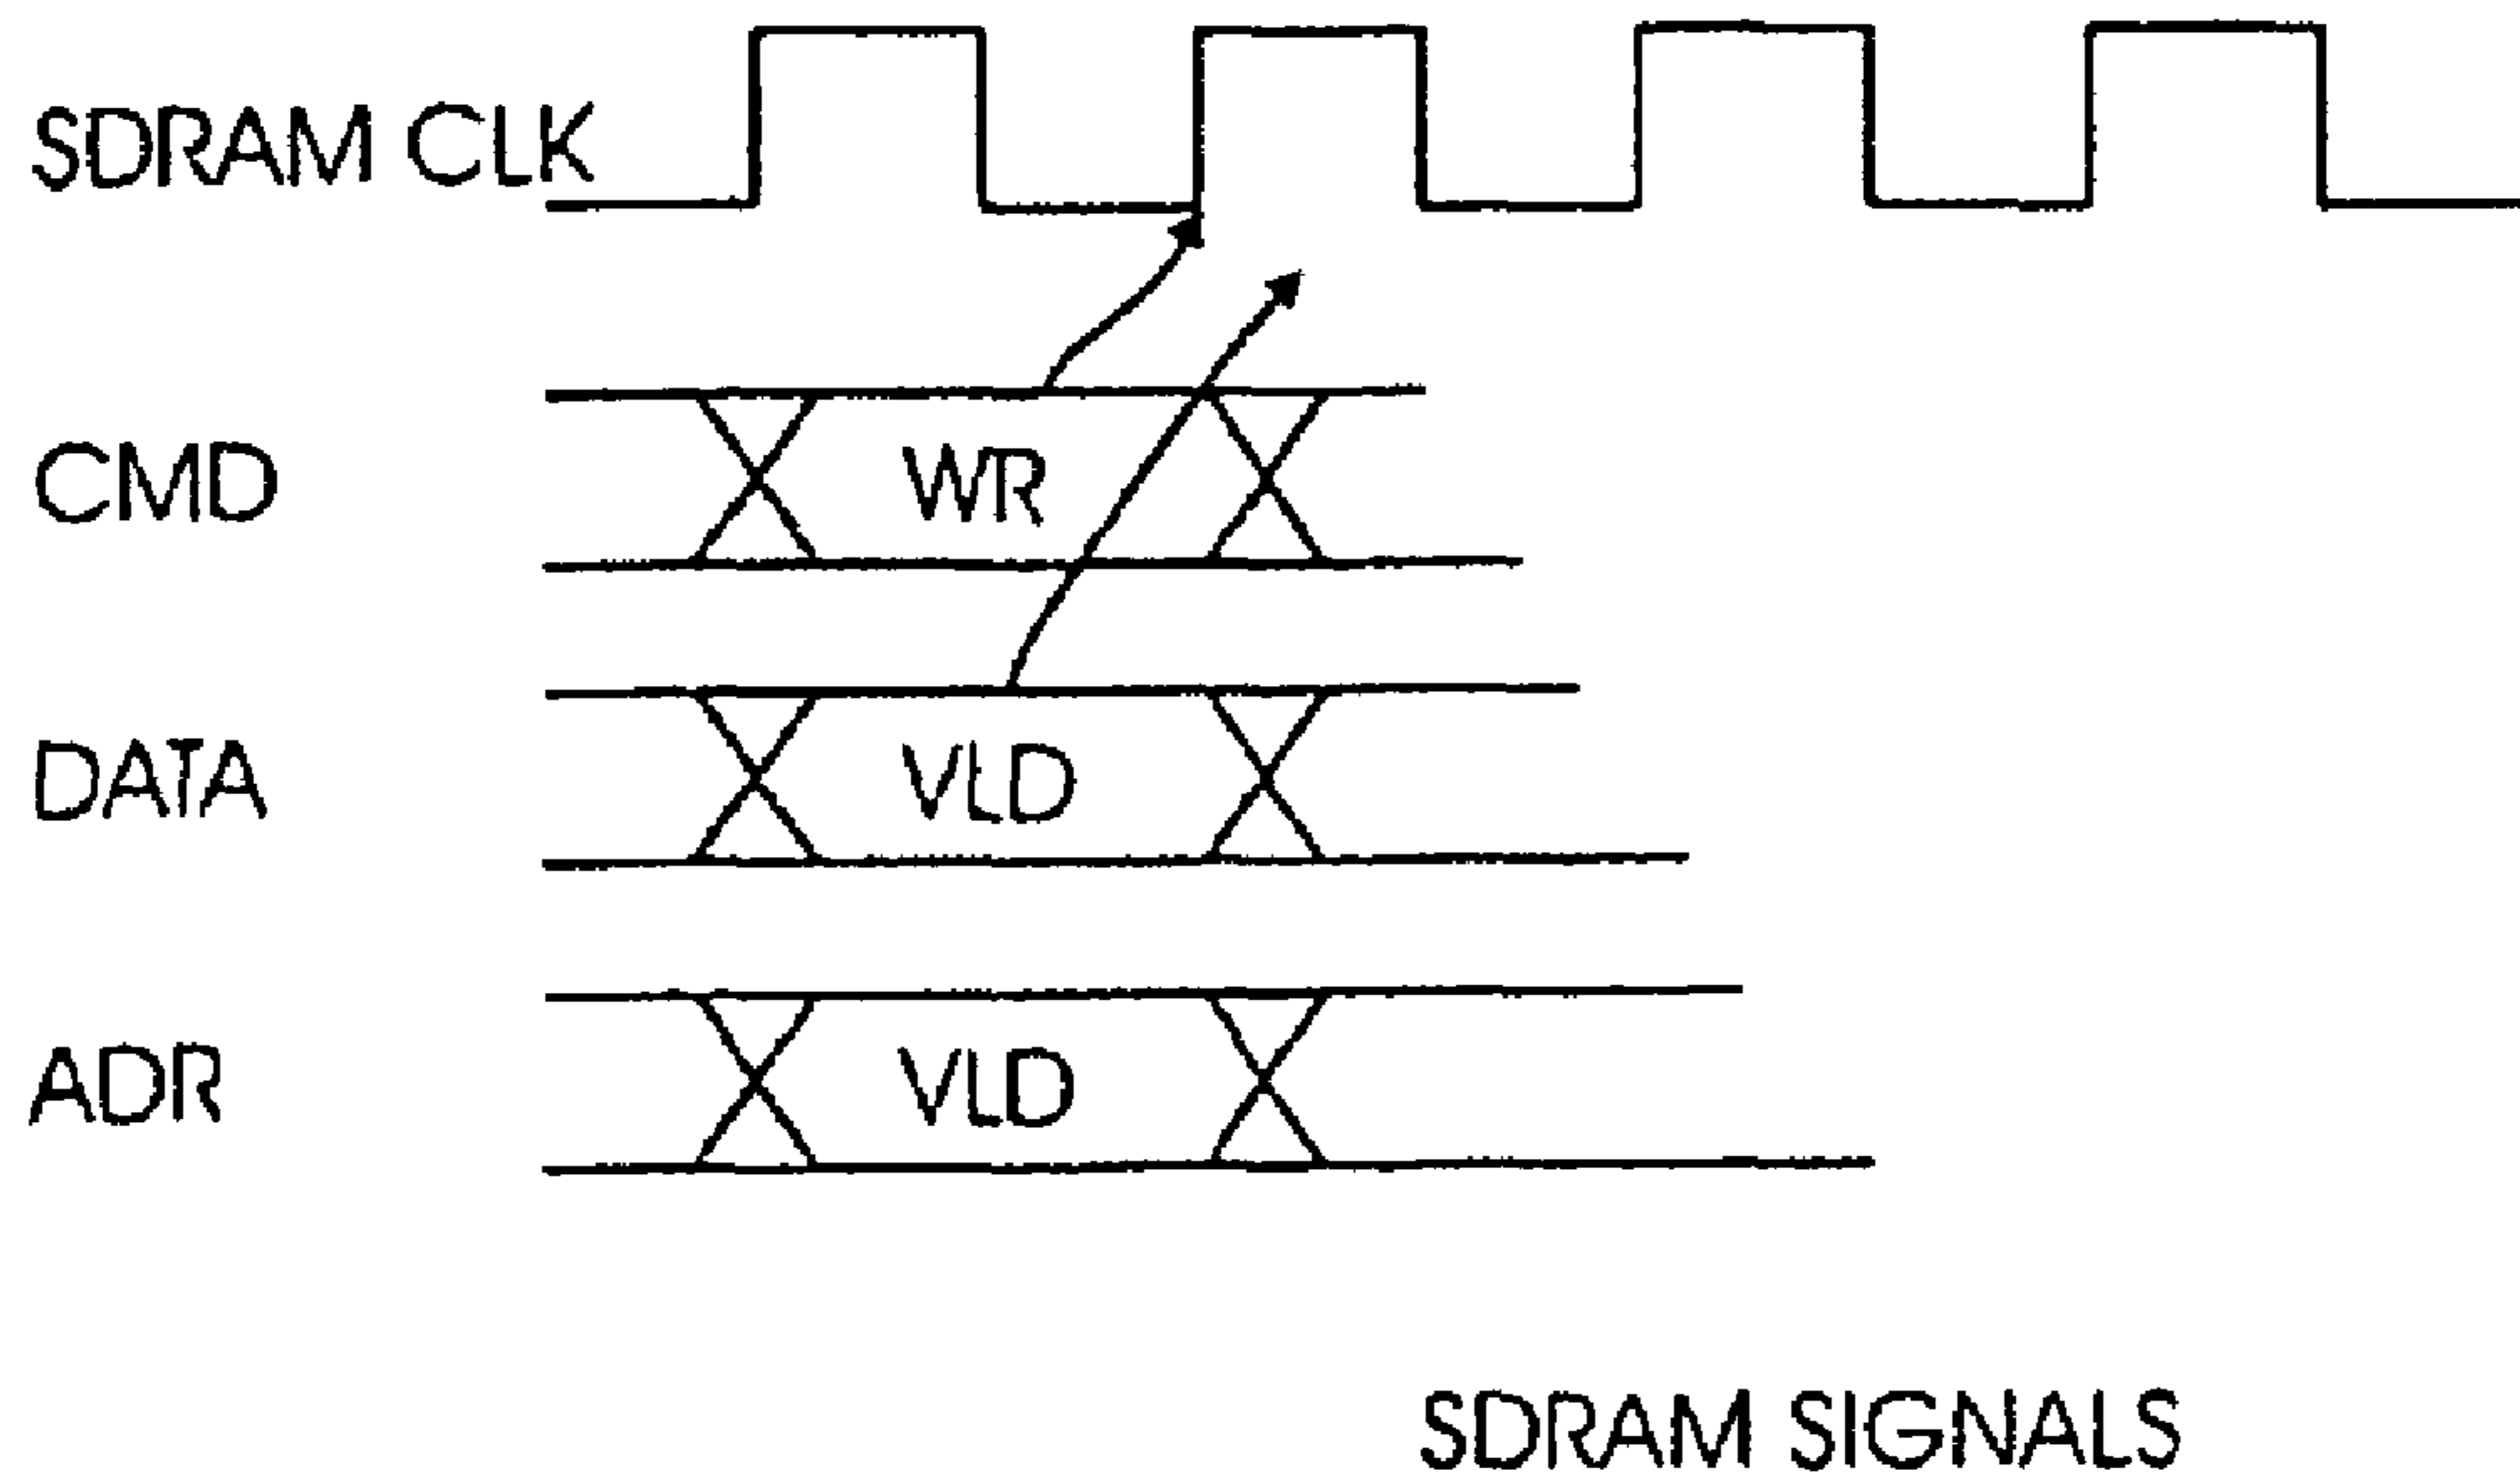 SDRAM CLK
CMD
WR
DATA
VLD
ADR
VLD
SDRAM SIGNALS